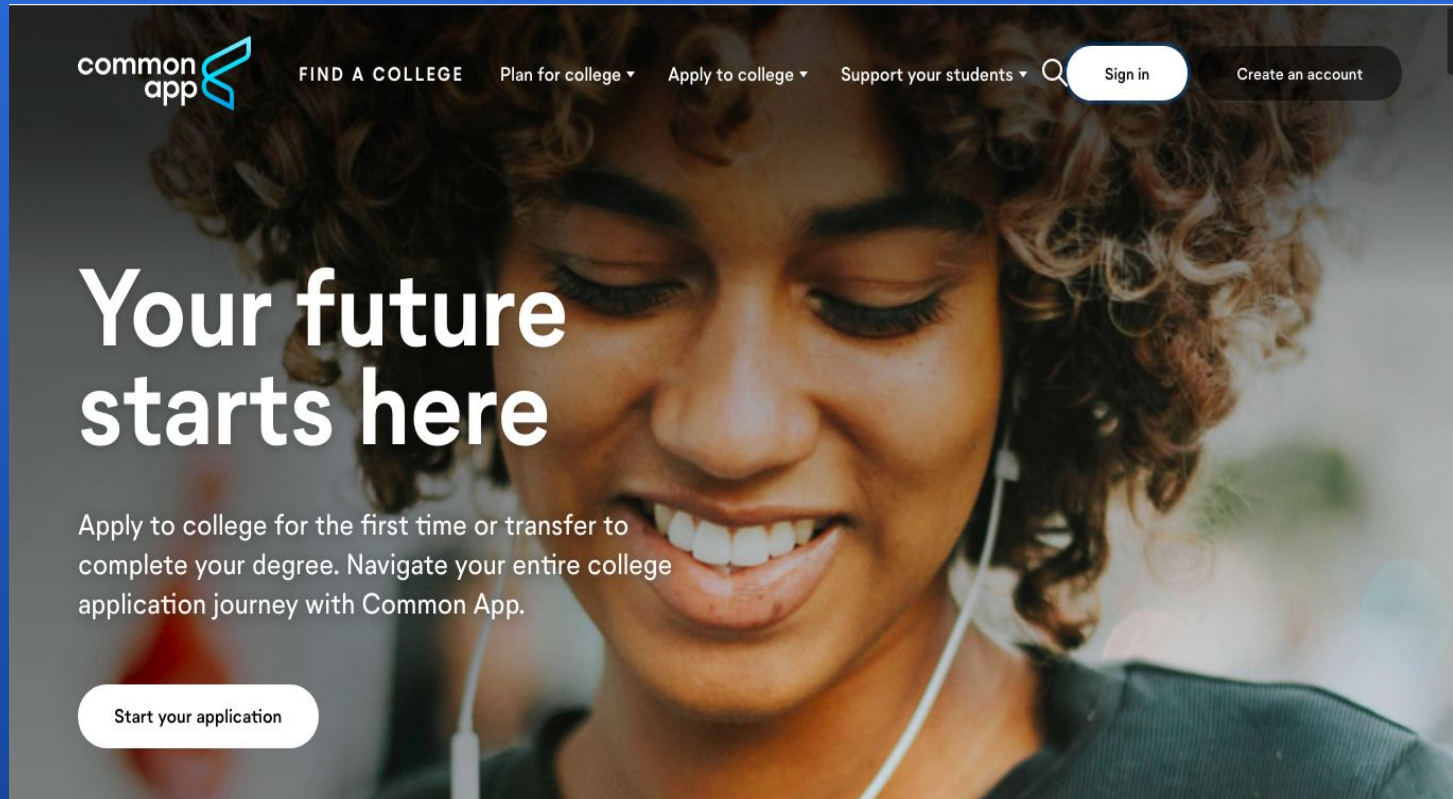 common
app
FIND A COLLEGE
Plan for college
Apply to college
Support your students
Sign in
Create an account
Your future
starts here
Apply to college for the first time or transfer to
complete your degree. Navigate your entire college
application journey with Common App.
Start your application